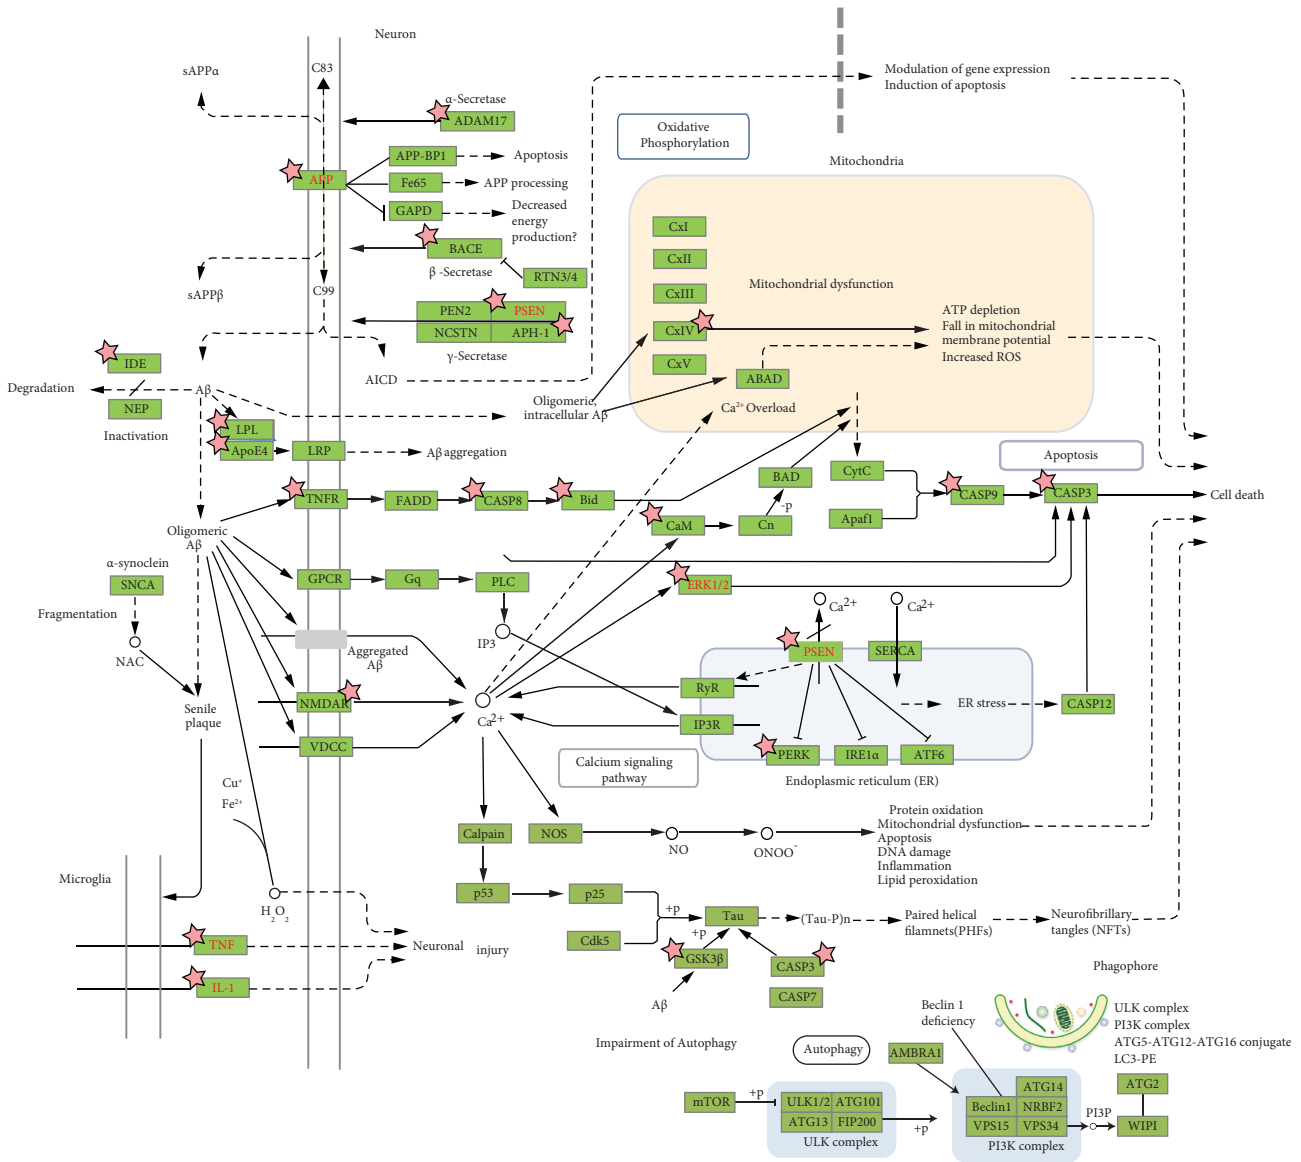 Neuron
C83
sAPPα
α-Secretase
ADAM17
Modulation of gene expression
Induction of apoptosis
Oxidative
Phosphorylation
Mitochondria
APP-BP1
Apoptosis
APP
Fe65
APP processing
GAPD
Decreased
energy
production?
BACE
β -Secretase
RTN3/4
sAPPβ
C99
PEN2
PSEN
NCSTN
APH-1
γ-Secretase
CxI
CxII
CxIII
CxIV
CxV
Mitochondrial dysfunction
ATP depletion
Fall in mitochondrial
membrane potential
Increased ROS
ABAD
Ca²⁺ Overload
IDE
Degradation
NEP
Inactivation
Aβ
AICD
Oligomeric,
intracellular Aβ
LPL
ApoE4
LRP
Aβ aggregation
TNFR
FADD
CASP8
Bid
BAD
-p
CaM
Cn
CytC
Apaf1
Apoptosis
CASP9
CASP3
Cell death
Oligomeric
Aβ
α-synoclein
SNCA
Fragmentation
NAC
Senile
plaque
GPCR
Gq
PLC
IP3
ERK1/2
Aggregated
Aβ
NMDAR
VDCC
Ca2+
Ca2+
Ca2+
PSEN
SERCA
RyR
IP3R
ER stress
CASP12
PERK
IRE1α
ATF6
Endoplasmic reticulum (ER)
Calcium signaling
pathway
Cu⁺
Fe²⁺
H₂O₂
Calpain
NOS
NO
ONOO⁻
Protein oxidation
Mitochondrial dysfunction
Apoptosis
DNA damage
Inflammation
Lipid peroxidation
Microglia
TNF
IL-1
Neuronal injury
p53
p25
Cdk5
+p
Tau
+p
GSK3β
Aβ
CASP3
CASP7
(Tau-P)n
Paired helical
filamnets(PHFs)
Neurofibrillary
tangles (NFTs)
Phagophore
ULK complex
PI3K complex
ATG5-ATG12-ATG16 conjugate
LC3-PE
Impairment of Autophagy
Autophagy
Beclin 1
deficiency
AMBRA1
mTOR
+p
ULK1/2
ATG101
ATG13
FIP200
ULK complex
+p
ATG14
Beclin1
NRBF2
VPS15
VPS34
PI3K complex
PI3P
ATG2
WIPI